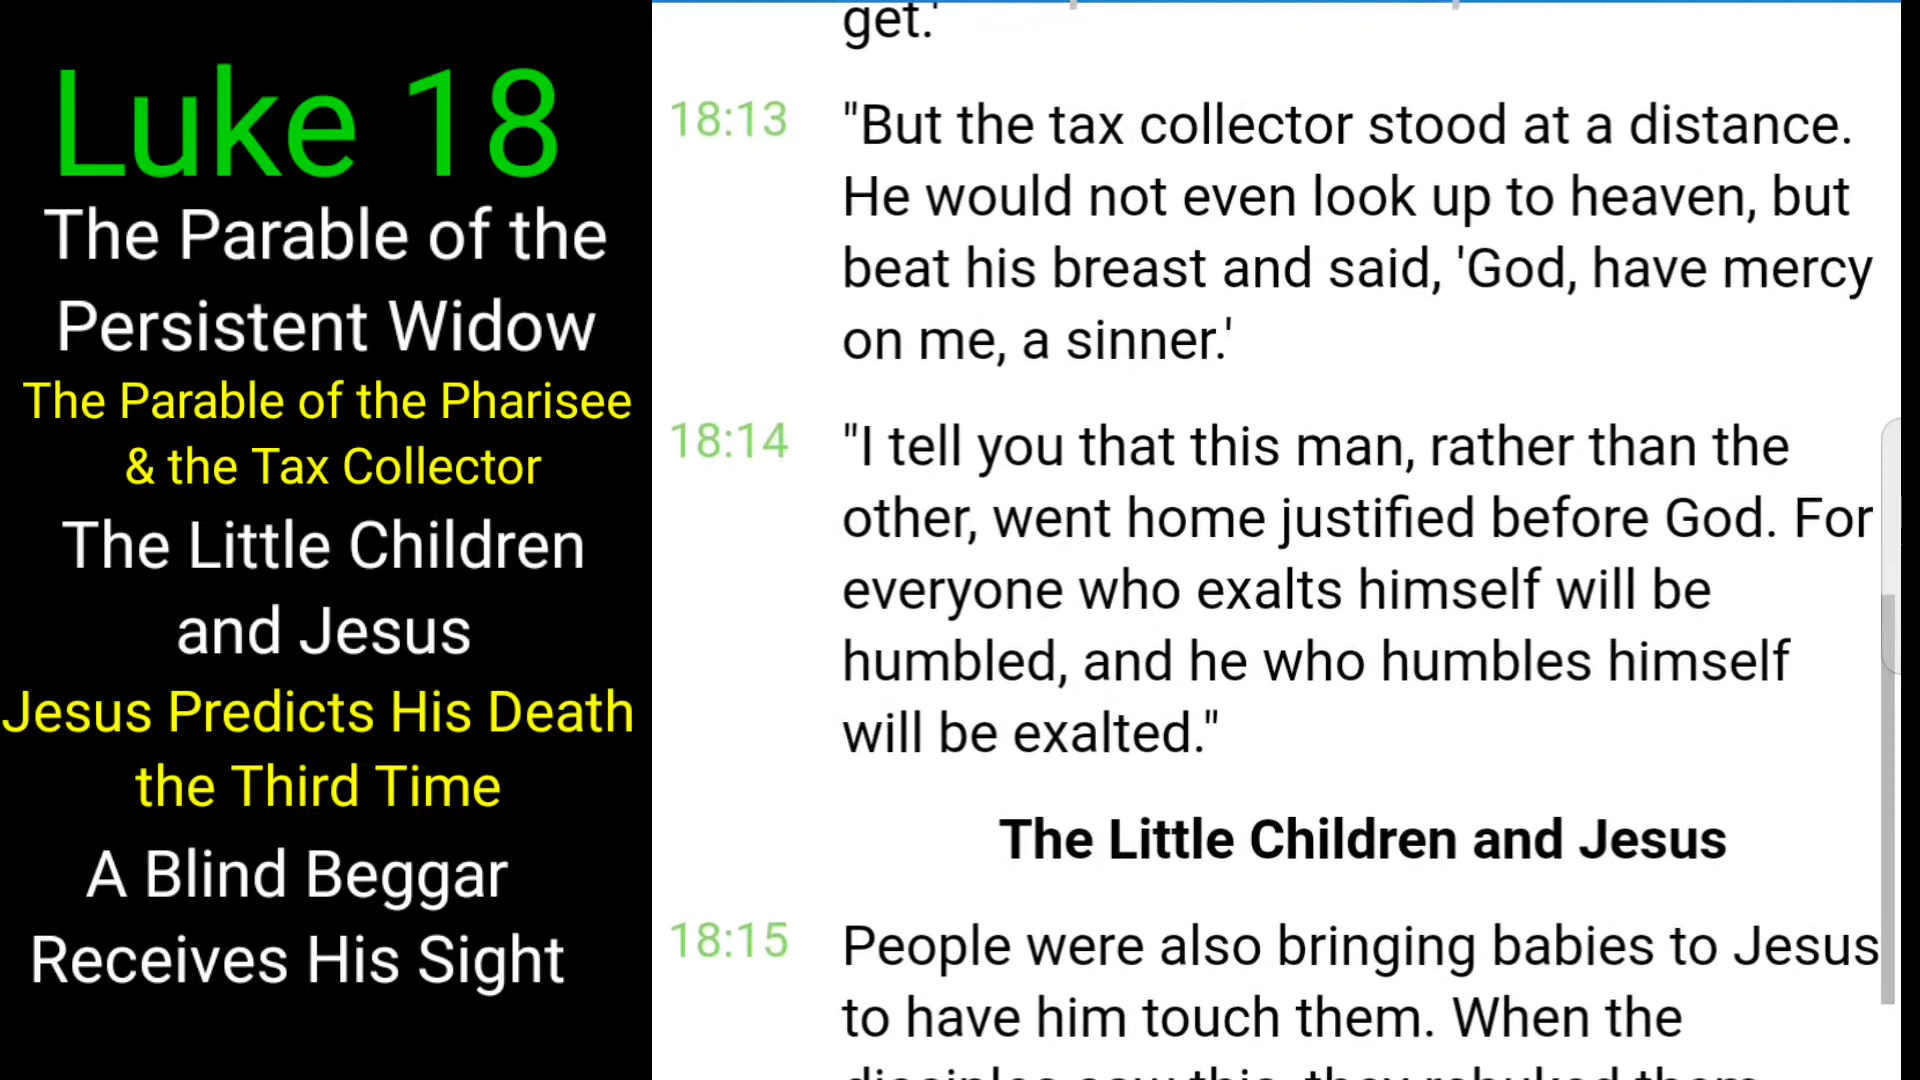 Luke 18
The Parable of the
Persistent Widow
The Parable of the Pharisee
& the Tax Collector
The Little Children
and Jesus
Jesus Predicts His Death
the Third Time
A Blind Beggar
Receives His Sight
get.'
18:13 "But the tax collector stood at a distance.
He would not even look up to heaven, but
beat his breast and said, 'God, have mercy
on me, a sinner.'
18:14 "I tell you that this man, rather than the
other, went home justified before God. For
everyone who exalts himself will be
humbled, and he who humbles himself
will be exalted."
The Little Children and Jesus
18:15 People were also bringing babies to Jesus
to have him touch them. When the
disciples saw this, they rebuked them